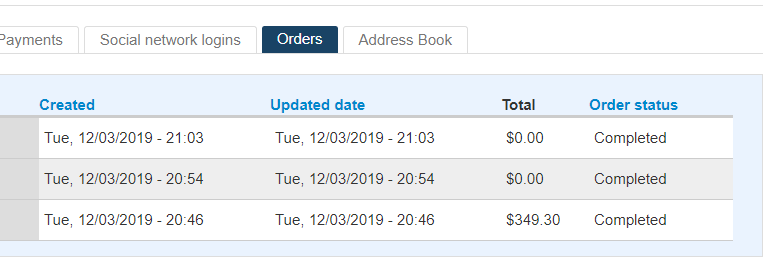 Payments Social network logins Orders Address Book
Created Updated date Total Order status
Tue, 12/03/2019 - 21:03 Tue, 12/03/2019 - 21:03 $0.00 Completed
Tue, 12/03/2019 - 20:54 Tue, 12/03/2019 - 20:54 $0.00 Completed
Tue, 12/03/2019 - 20:46 Tue, 12/03/2019 - 20:46 $349.30 Completed